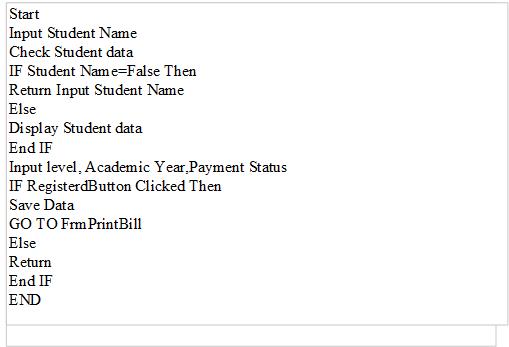 Start
Input Student Name
Check Student data
IF Student Name=False Then
Return Input Student Name
Else
Display Student data
End IF
Input level, Academic Year,Payment Status
IF RegisterdButton Clicked Then
Save Data
GO TO FrmPrintBill
Else
Return
End IF
END